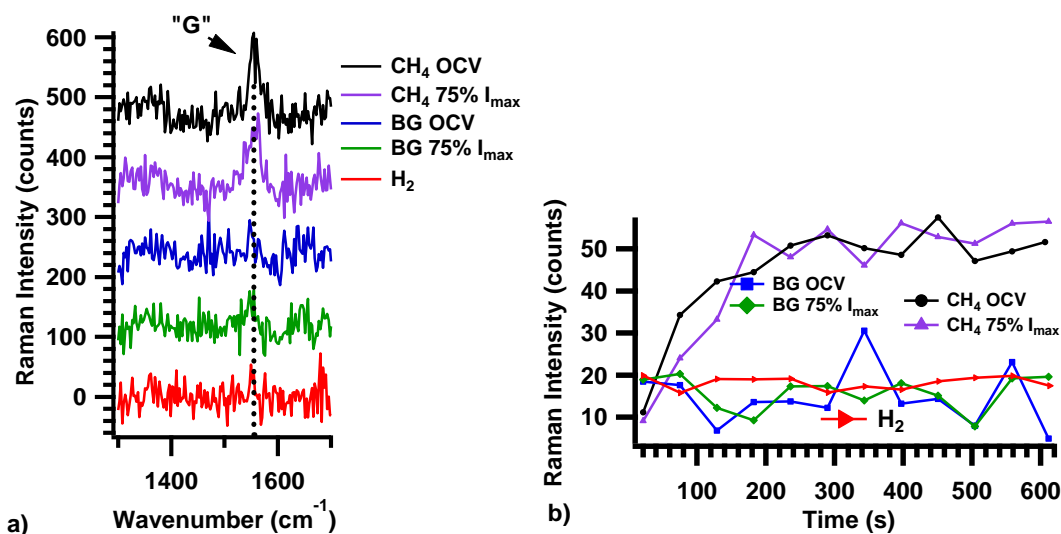 "G"
600
500
400
300
200
100
0
Raman Intensity (counts)
1400
1600
Wavenumber (cm⁻¹)
CH₄ OCV
CH₄ 75% Iₘₐₓ
BG OCV
BG 75% Iₘₐₓ
H₂
a)
50
40
30
20
10
Raman Intensity (counts)
BG OCV
BG 75% Iₘₐₓ
CH₄ OCV
CH₄ 75% Iₘₐₓ
H₂
100 200 300 400 500 600
Time (s)
b)